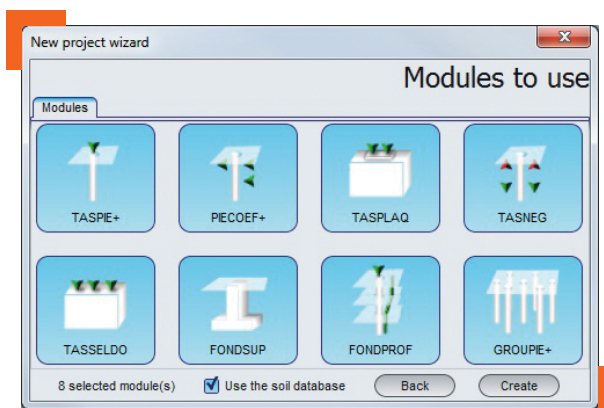 New project wizard
Modules to use
Modules
TASPIE+ PIECOEF+ TASPLAQ TASNEG
TASSELDO FONDSUP FONDPROF GROUPIE+
8 selected module(s) Use the soil database Back Create